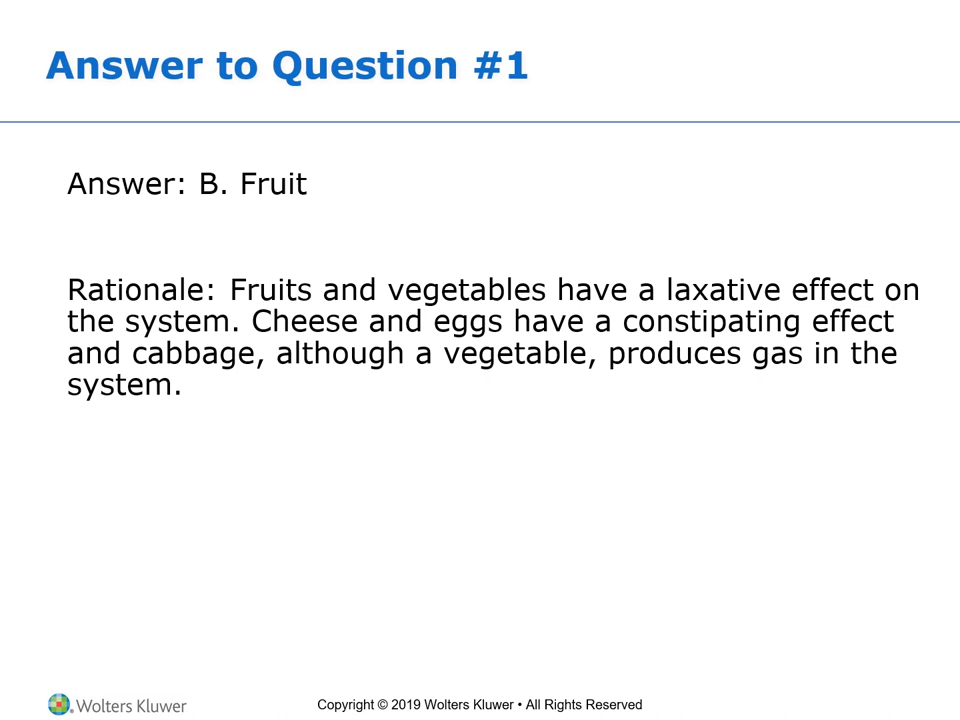 Answer to Question #1
Answer: B. Fruit
Rationale: Fruits and vegetables have a laxative effect on
the system. Cheese and eggs have a constipating effect
and cabbage, although a vegetable, produces gas in the
system.
Wolters Kluwer
Copyright © 2019 Wolters Kluwer • All Rights Reserved